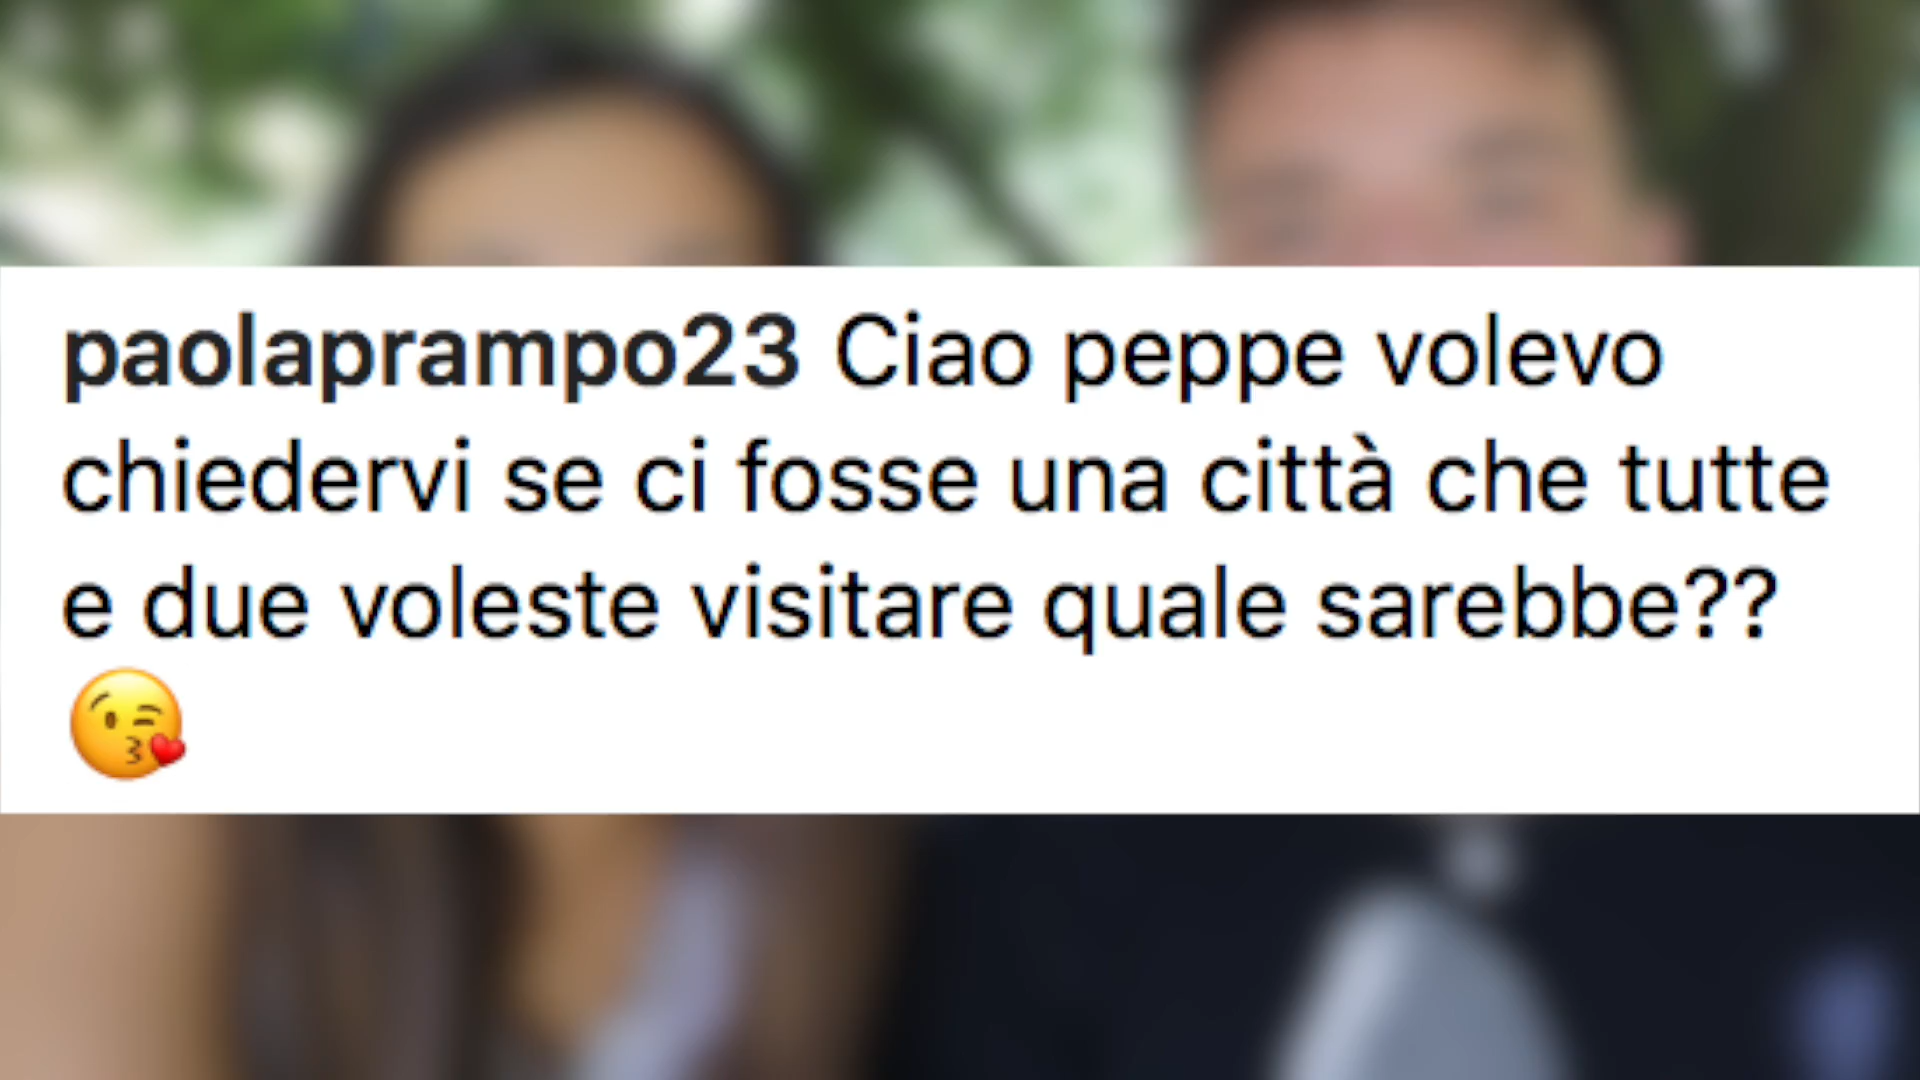 paolaprampo23 Ciao peppe volevo
chiedervi se ci fosse una città che tutte
e due voleste visitare quale sarebbe??
😘